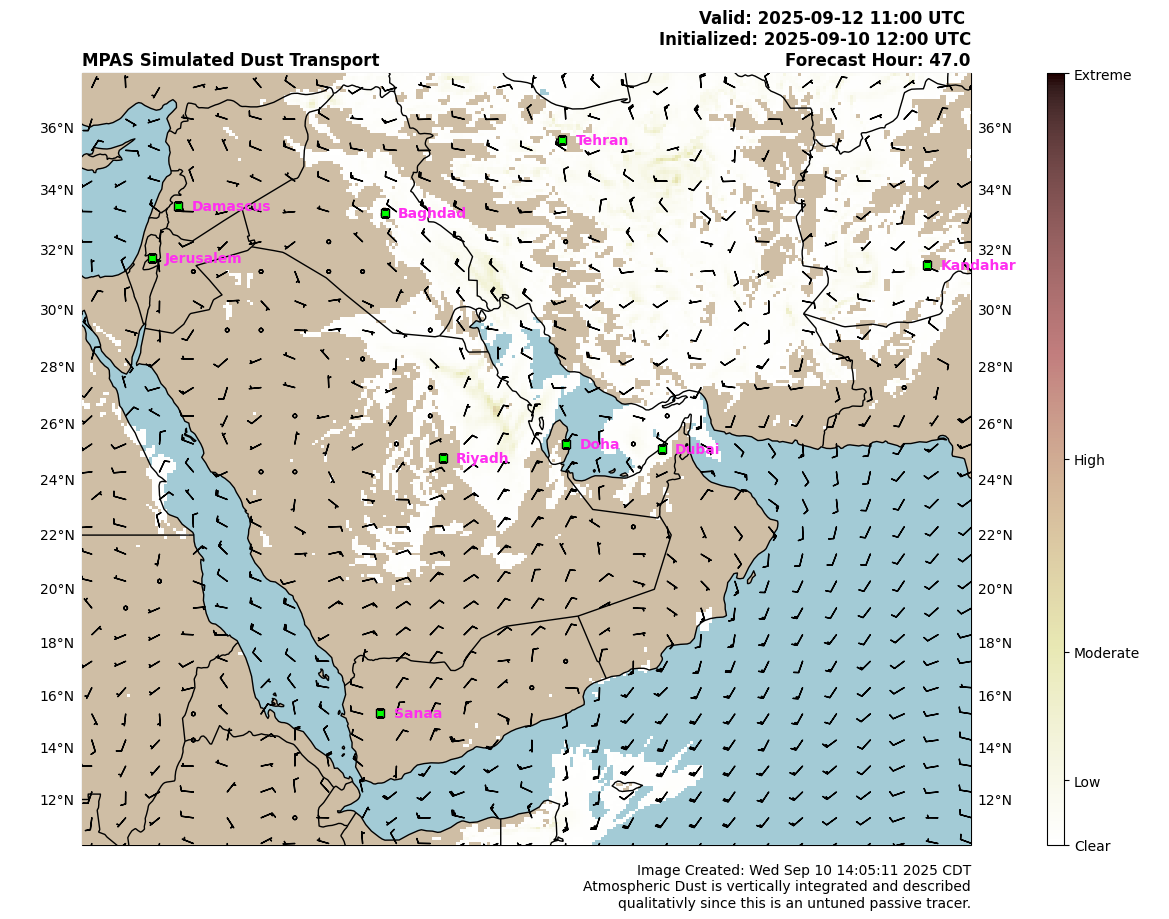 Valid: 2025-09-12 11:00 UTC
Initialized: 2025-09-10 12:00 UTC
MPAS Simulated Dust Transport
Forecast Hour: 47.0
Extreme
36°N
36°N
Tehran
34°N
34°N
Damascus
Baghdad
32°N
32°N
Jerusalem
Kandahar
30°N
30°N
28°N
28°N
26°N
26°N
Doha
Dubai
Riyadh
High
24°N
24°N
22°N
22°N
20°N
20°N
18°N
18°N
Moderate
16°N
16°N
Sanaa
14°N
14°N
Low
12°N
12°N
Clear
Image Created: Wed Sep 10 14:05:11 2025 CDT
Atmospheric Dust is vertically integrated and described
qualitativly since this is an untuned passive tracer.